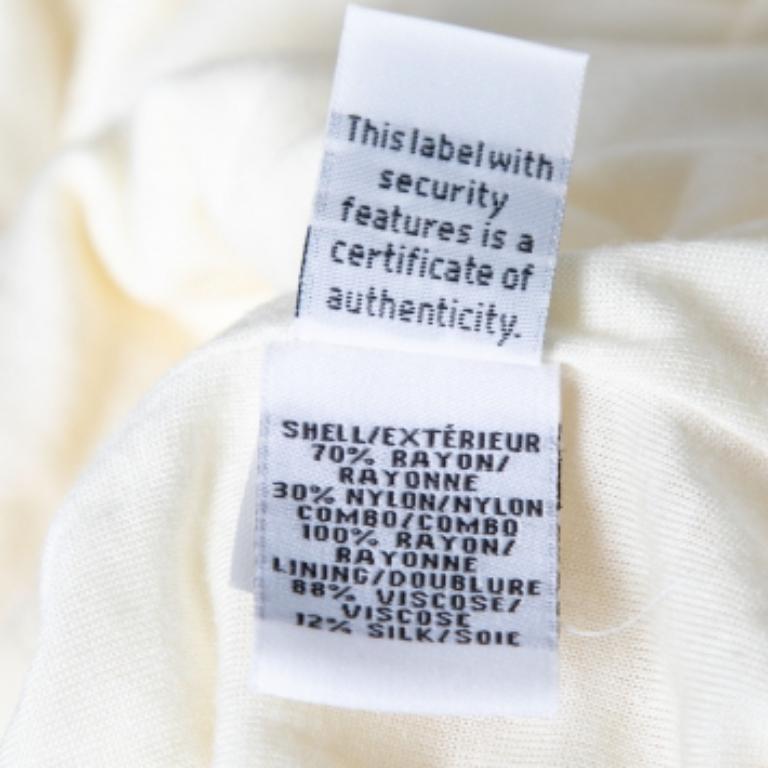 This label with
security
features is a
certificate of
authenticity.
SHELL/EXTÉRIEUR
70% RAYON/
RAYONNE
30% NYLON/NYLON
COMBO/COMBO
100% RAYON/
RAYONNE
LINING/DOUBLURE
88% VISCOSE/
VISCOSE
12% SILK/SOIE